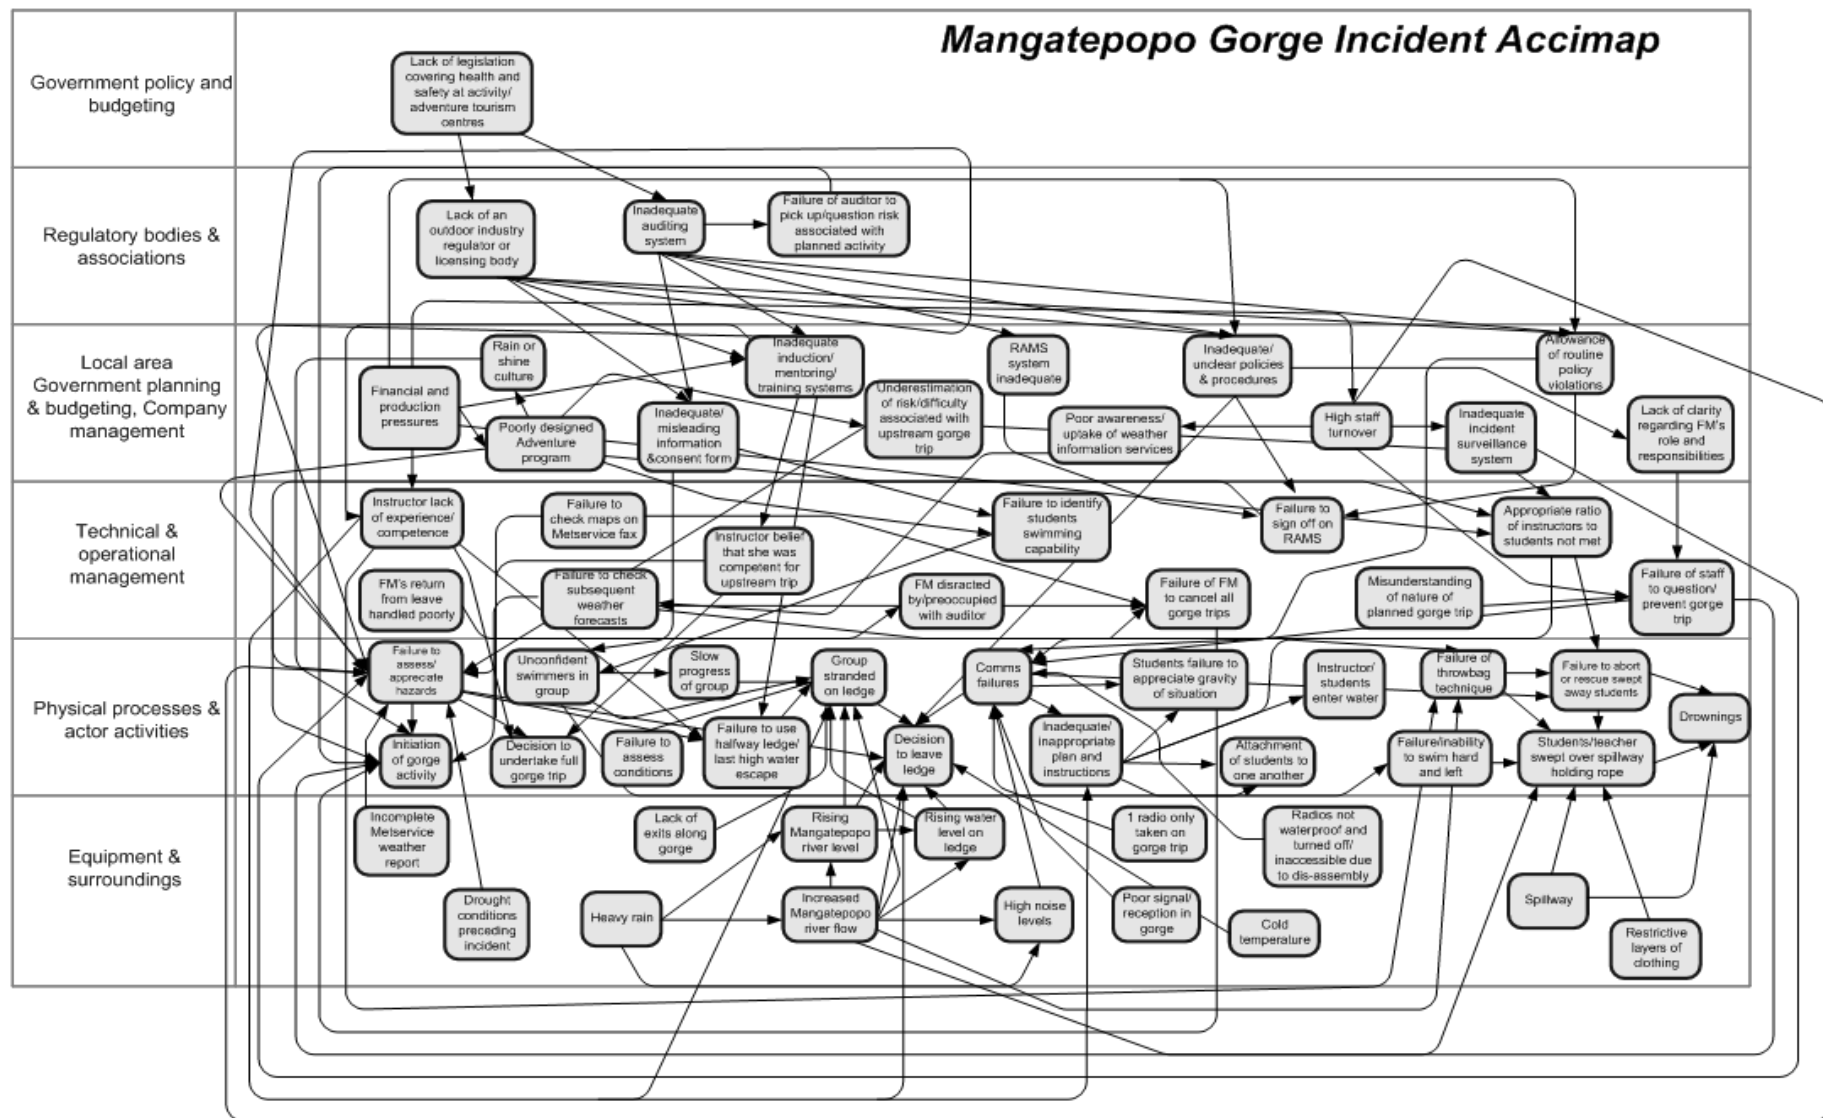 Mangatepopo Gorge Incident Accimap
Government policy and
budgeting
Lack of legislation
covering health and
safety at activity/
adventure tourism
centres
Regulatory bodies &
associations
Lack of an
outdoor industry
regulator or
licensing body
Inadequate
auditing
system
Failure of auditor to
pick up/question risk
associated with
planned activity
Local area
Government planning
& budgeting, Company
management
Financial and
production
pressures
Rain or
shine
culture
Poorly designed
Adventure
program
Inadequate/
misleading
information
&consent form
Inadequate
induction/
mentoring/
training systems
Underestimation
of risk/difficulty
associated with
upstream gorge
trip
RAMS
system
inadequate
Poor awareness/
uptake of weather
information services
Inadequate/
unclear policies
& procedures
High staff
turnover
Inadequate
incident
surveillance
system
Allowance
of routine
policy
violations
Lack of clarity
regarding FM's
role and
responsibilities
Technical &
operational
management
Instructor lack
of experience/
competence
Failure to
check maps on
Metservice fax
Instructor belief
that she was
competent for
upstream trip
Failure to identify
students
swimming
capability
Failure to
sign off on
RAMS
Appropriate ratio
of instructors to
students not met
FM's return
from leave
handled poorly
Failure to check
subsequent
weather
forecasts
FM disracted
by/preoccupied
with auditor
Failure of FM
to cancel all
gorge trips
Misunderstanding
of nature of
planned gorge trip
Failure of staff
to question/
prevent gorge
trip
Physical processes &
actor activities
Failure to
assess/
appreciate
hazards
Unconfident
swimmers in
group
Slow
progress
of group
Group
stranded
on ledge
Comms
failures
Students failure to
appreciate gravity
of situation
Instructor/
students
enter water
Failure of
throwbag
technique
Failure to abort
or rescue swept
away students
Drownings
Initiation
of gorge
activity
Decision to
undertake full
gorge trip
Failure to
assess
conditions
Failure to use
halfway ledge/
last high water
escape
Decision
to leave
ledge
Inadequate/
inappropriate
plan and
instructions
Attachment
of students to
one another
Failure/inability
to swim hard
and left
Students/teacher
swept over spillway
holding rope
Equipment &
surroundings
Incomplete
Metservice
weather
report
Drought
conditions
preceding
incident
Heavy rain
Lack of
exits along
gorge
Rising
Mangatepopo
river level
Increased
Mangatepopo
river flow
Rising water
level on
ledge
High noise
levels
1 radio only
taken on
gorge trip
Poor signal/
reception in
gorge
Cold
temperature
Radios not
waterproof and
turned off/
inaccessible due
to dis-assembly
Spillway
Restrictive
layers of
clothing